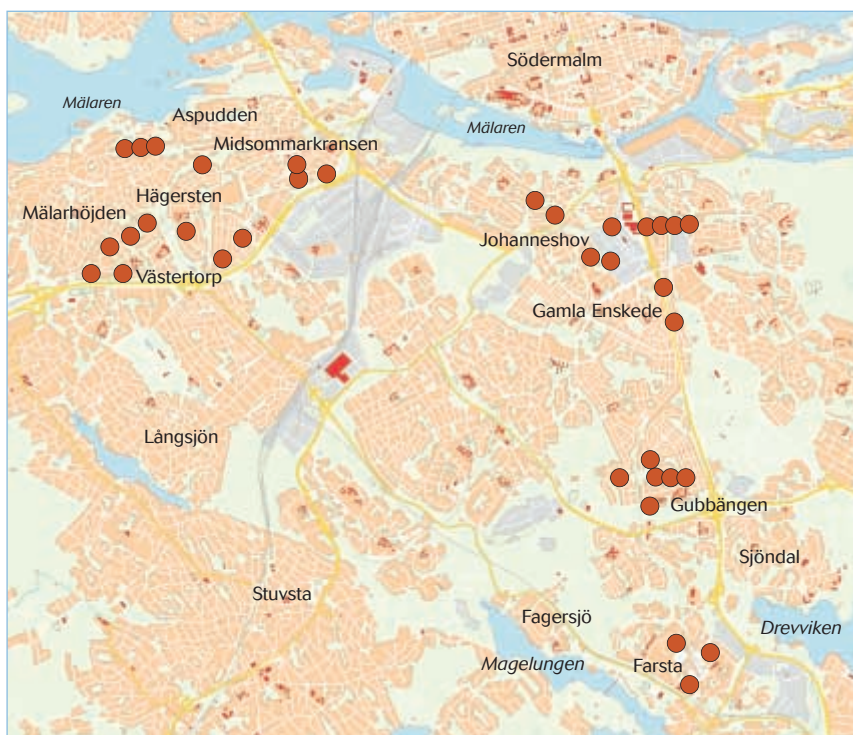 Södermalm
Mälaren
Aspudden
Mälaren
Midsommarkransen
Hägersten
Mälarhöjden
Johanneshov
Västertorp
Gamla Enskede
Långsjön
Gubbängen
Sjöndal
Stuvsta
Fagersjö
Drevviken
Magelungen
Farsta